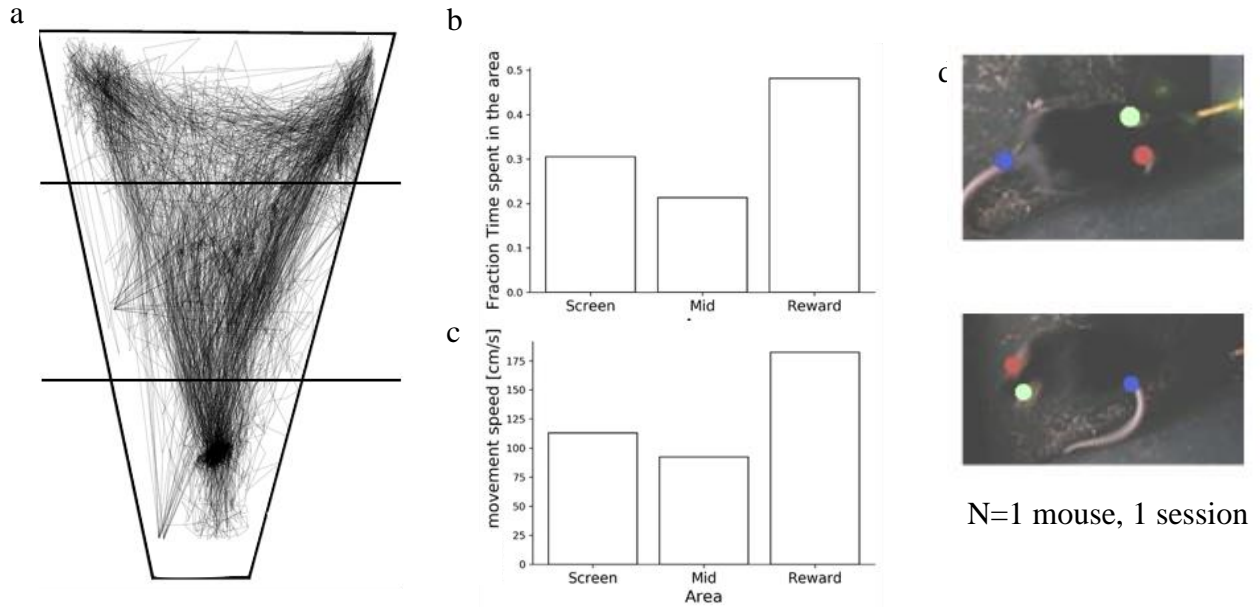 a
b
Fraction Time spent in the area
0.5
0.4
0.3
0.2
0.1
0.0
Screen Mid Reward
c
movement speed [cm/s]
175
150
125
100
75
50
25
0
Screen Mid Reward
Area
N=1 mouse, 1 session